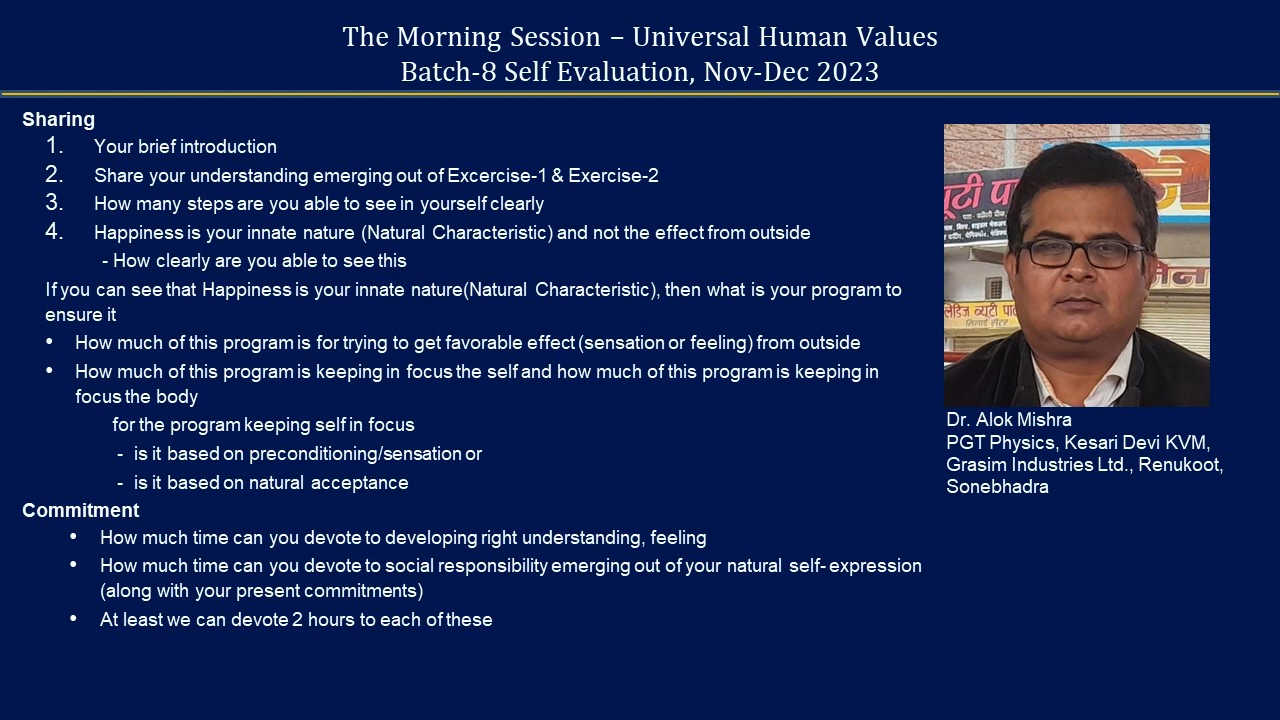 The Morning Session – Universal Human Values
Batch-8 Self Evaluation, Nov-Dec 2023
Sharing
1. Your brief introduction
2. Share your understanding emerging out of Excercise-1 & Exercise-2
3. How many steps are you able to see in yourself clearly
4. Happiness is your innate nature (Natural Characteristic) and not the effect from outside
- How clearly are you able to see this
If you can see that Happiness is your innate nature(Natural Characteristic), then what is your program to
ensure it
• How much of this program is for trying to get favorable effect (sensation or feeling) from outside
• How much of this program is keeping in focus the self and how much of this program is keeping in
focus the body
for the program keeping self in focus
- is it based on preconditioning/sensation or
- is it based on natural acceptance
Commitment
• How much time can you devote to developing right understanding, feeling
• How much time can you devote to social responsibility emerging out of your natural self-expression
(along with your present commitments)
• At least we can devote 2 hours to each of these
Dr. Alok Mishra
PGT Physics, Kesari Devi KVM,
Grasim Industries Ltd., Renukoot,
Sonebhadra